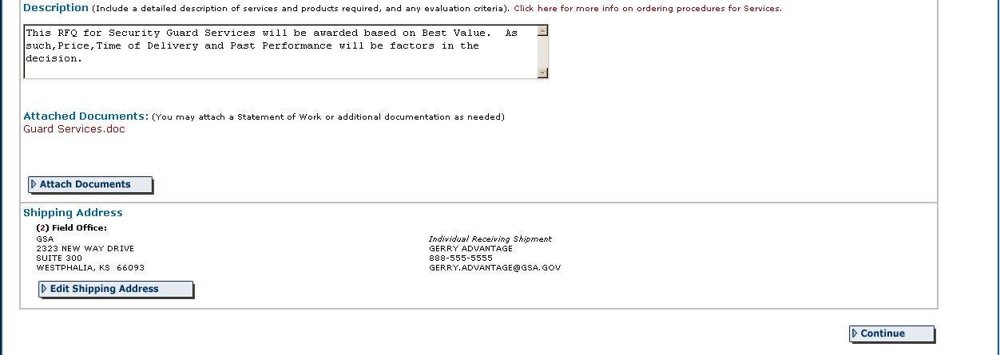 Description (Include a detailed description of services and products required, and any evaluation criteria). Click here for more info on ordering procedures for Services.
This RFQ for Security Guard Services will be awarded based on Best Value.  As
such,Price,Time of Delivery and Past Performance will be factors in the
decision.
Attached Documents: (You may attach a Statement of Work or additional documentation as needed)
Guard Services.doc
Attach Documents
Shipping Address
(2) Field Office:
GSA
2323 NEW WAY DRIVE
SUITE 300
WESTPHALIA, KS  66093
Individual Receiving Shipment
GERRY ADVANTAGE
888-555-5555
GERRY.ADVANTAGE@GSA.GOV
Edit Shipping Address
Continue